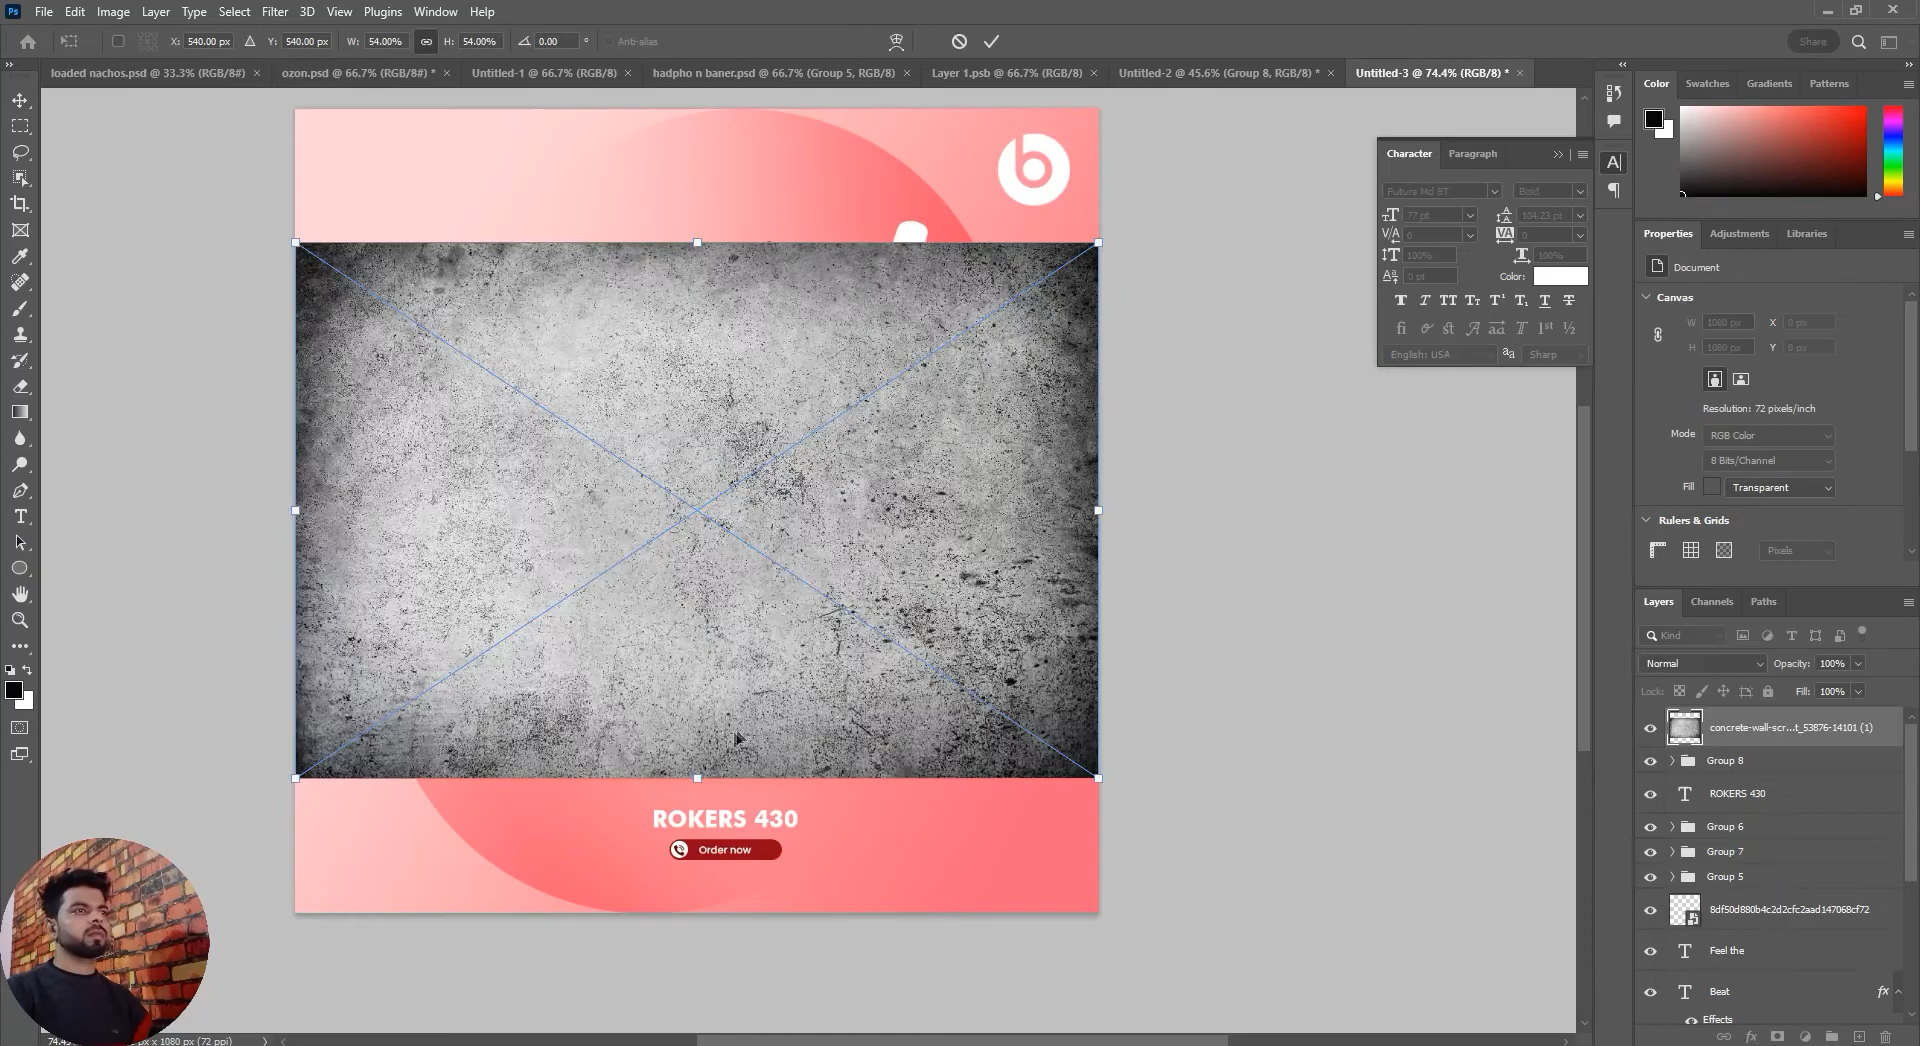 Ps File Edit Image Layer Type Select Filter 3D View Plugins Window Help
X: 540.00 px Y: 540.00 px W: 54.00% H: 54.00% 0.00 ° Anti-alias Share
loaded nachos.psd @ 33.3% (RGB/8#) × ozon.psd @ 66.7% (RGB/8#) * × Untitled-1 @ 66.7% (RGB/8) × hadpho n baner.psd @ 66.7% (Group 5, RGB/8) × Layer 1.psb @ 66.7% (RGB/8) × Untitled-2 @ 45.6% (Group 8, RGB/8) * × Untitled-3 @ 74.4% (RGB/8) * ×
Color Swatches Gradients Patterns
b
Character Paragraph
Futura Md BT Bold
77 pt 104.23 pt
0 0
100% 100%
0 pt Color:
English: USA Sharp
Properties Adjustments Libraries
Document
Canvas
W 1080 px X 0 px
H 1080 px Y 0 px
Resolution: 72 pixels/inch
Mode RGB Color
8 Bits/Channel
Fill Transparent
Rulers & Grids
Pixels
Layers Channels Paths
Kind
Normal Opacity: 100%
Lock: Fill: 100%
concrete-wall-scr...t_53876-14101 (1)
Group 8
ROKERS 430
Group 6
Group 7
Group 5
8df50d880b4c2d2cfc2aad147068cf72
Feel the
Beat fx
Effects
ROKERS 430
Order now
px x 1080 px (72 ppi)